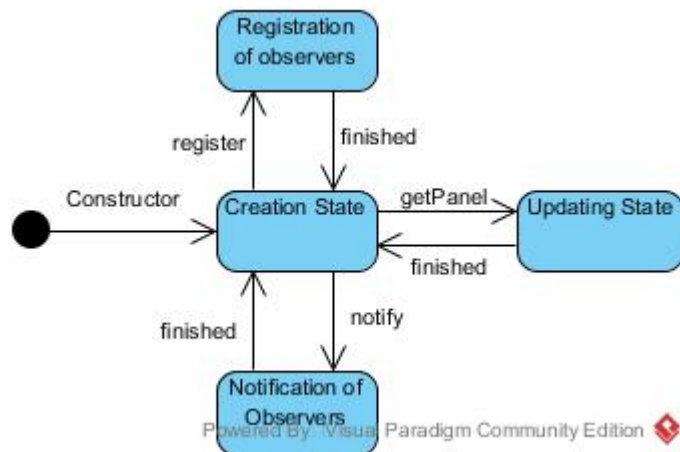 Registration
of observers
register
finished
Constructor
Creation State
getPanel
Updating State
finished
finished
notify
Notification of
Observers
Powered By Visual Paradigm Community Edition